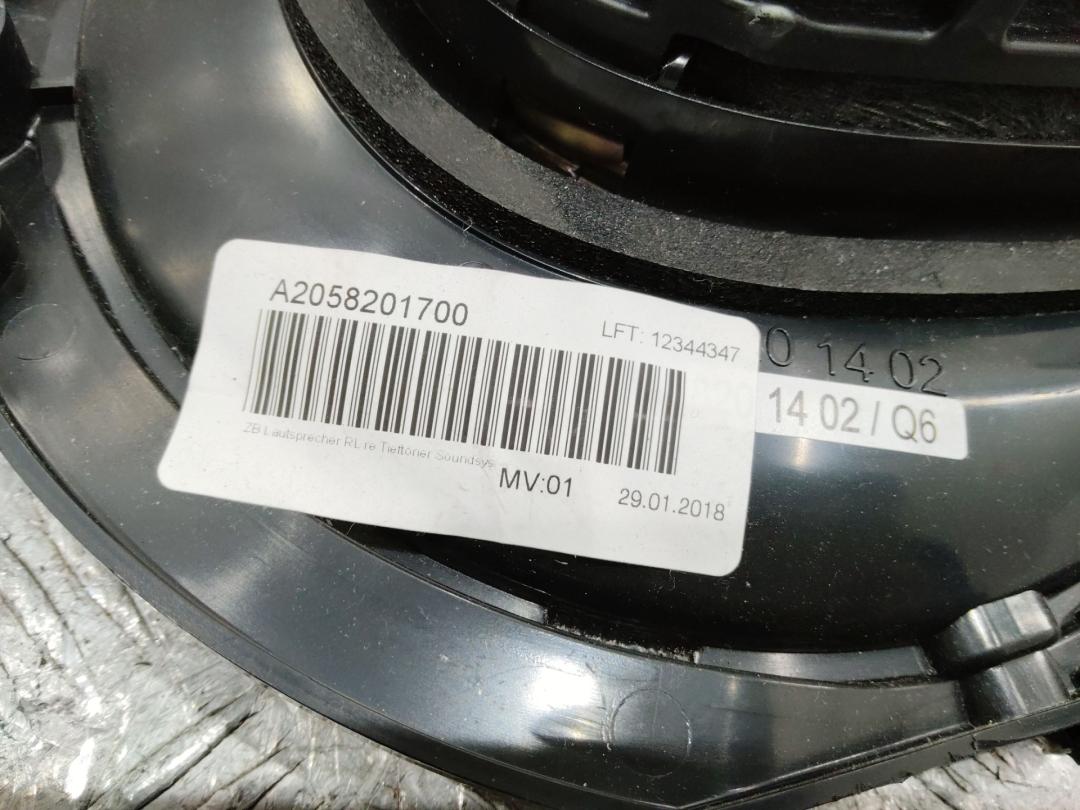 A2058201700
LFT: 12344347
ZB Lautsprecher RL re Tieftöner Soundsys
MV:01
29.01.2018
0 14 02
14 02 / Q6